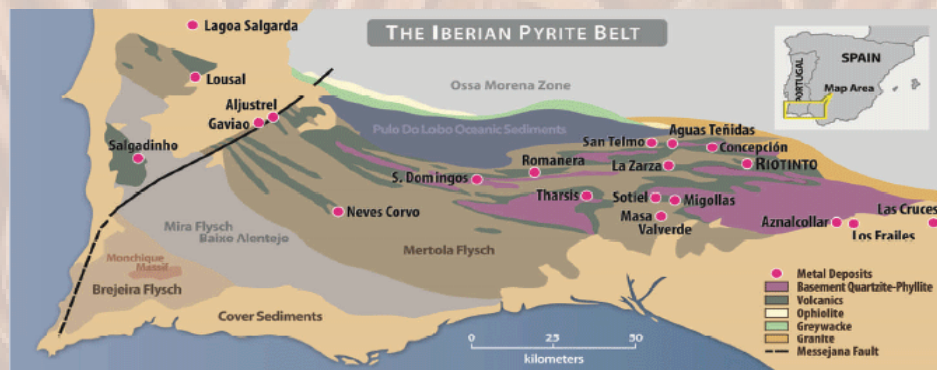 THE IBERIAN PYRITE BELT
Lagoa Salgarda
Lousal
Aljustrel
Gaviao
Salgadinho
Neves Corvo
Ossa Morena Zone
Pulo Do Lobo Oceanic Sediments
S. Domingos
Romanera
Tharsis
San Telmo
Aguas Teñidas
Concepción
La Zarza
RIOTINTO
Sotiel
Migollas
Masa
Valverde
Aznalcollar
Las Cruces
Los Frailes
Mira Flysch
Baixo Alentejo
Mertola Flysch
Monchique
Massif
Brejeira Flysch
Cover Sediments
0 25 50
kilometers
PORTUGAL
SPAIN
Map Area
Metal Deposits
Basement Quartzite-Phyllite
Volcanics
Ophiolite
Greywacke
Granite
Messejana Fault